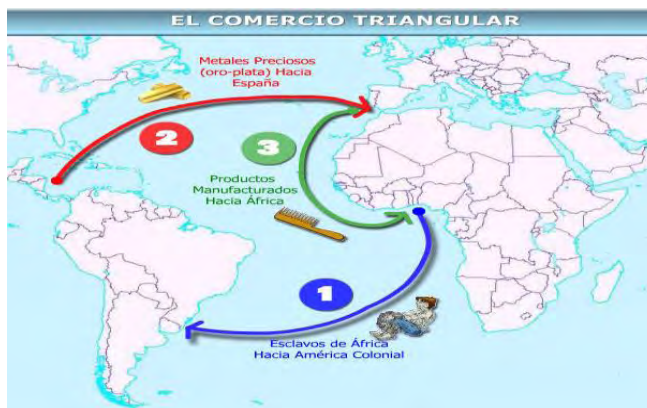 EL COMERCIO TRIANGULAR
Metales Preciosos
(oro-plata) Hacia
España
2
3
Productos
Manufacturados
Hacia África
1
Esclavos de África
Hacia América Colonial